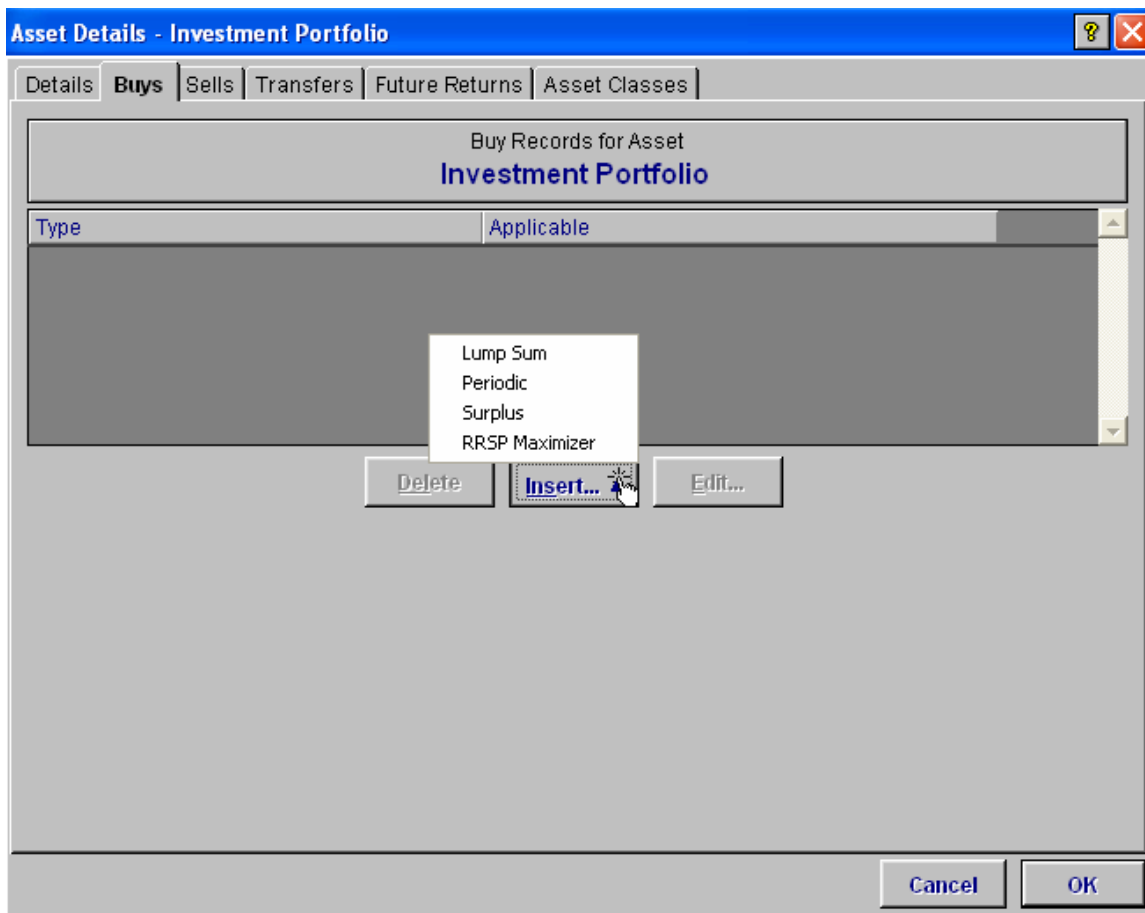 Asset Details - Investment Portfolio ?
Details Buys Sells Transfers Future Returns Asset Classes
Buy Records for Asset
Investment Portfolio
Type Applicable
Lump Sum
Periodic
Surplus
RRSP Maximizer
Delete Insert... Edit...
Cancel OK